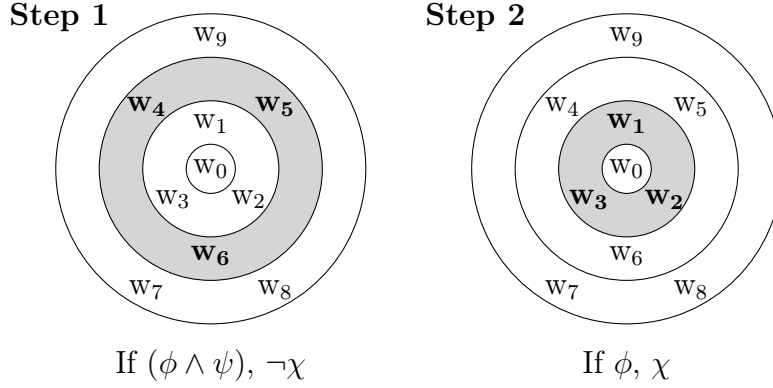 Step 1
w₉
w₄
w₅
w₁
w₀
w₃
w₂
w₆
w₇
w₈
If (ϕ ∧ ψ), ¬χ
Step 2
w₉
w₄
w₅
w₁
w₀
w₃
w₂
w₆
w₇
w₈
If ϕ, χ